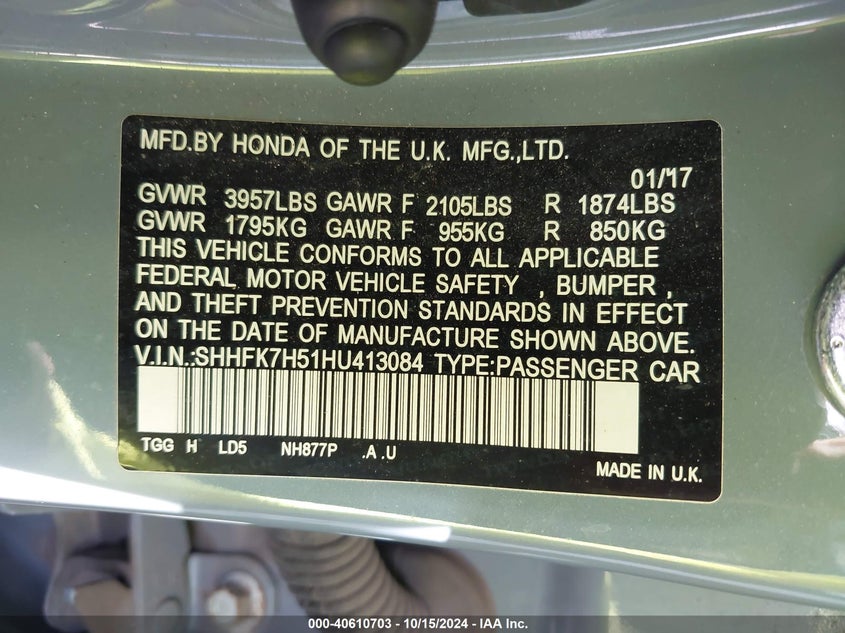 MFD.BY HONDA OF THE U.K. MFG.,LTD.
01/17
GVWR 3957LBS GAWR F 2105LBS R 1874LBS
GVWR 1795KG GAWR F 955KG R 850KG
THIS VEHICLE CONFORMS TO ALL APPLICABLE
FEDERAL MOTOR VEHICLE SAFETY , BUMPER ,
AND THEFT PREVENTION STANDARDS IN EFFECT
ON THE DATE OF MANUFACTURE SHOWN ABOVE.
V.I.N.:SHHFK7H51HU413084 TYPE:PASSENGER CAR
TGG H LD5 NH877P .A .U
MADE IN U.K.
000-40610703 - 10/15/2024 - IAA Inc.